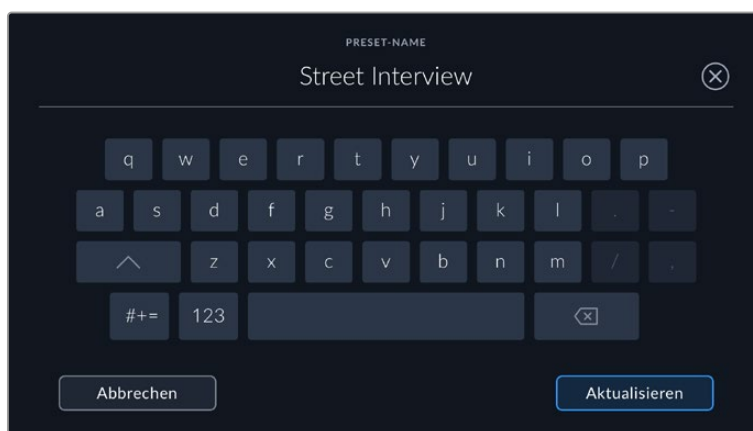 PRESET-NAME
Street Interview
q w e r t y u i o p
a s d f g h j k l . -
z x c v b n m / ,
#+= 123
Abbrechen Aktualisieren